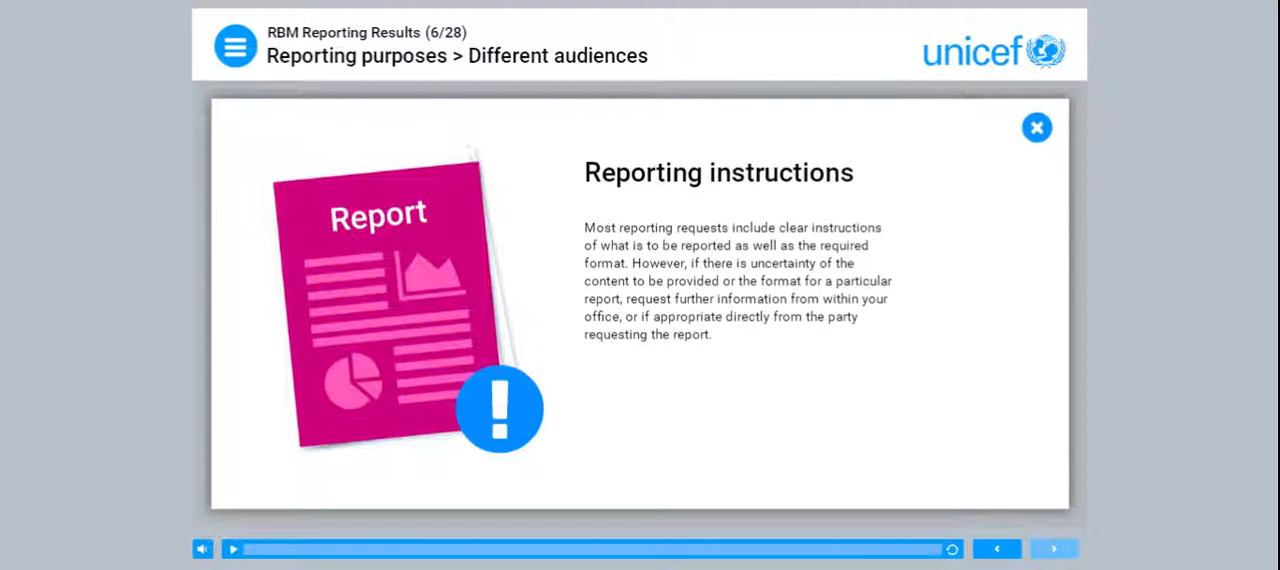 RBM Reporting Results (6/28)
Reporting purposes > Different audiences
unicef
Report
Reporting instructions
Most reporting requests include clear instructions
of what is to be reported as well as the required
format. However, if there is uncertainty of the
content to be provided or the format for a particular
report, request further information from within your
office, or if appropriate directly from the party
requesting the report.